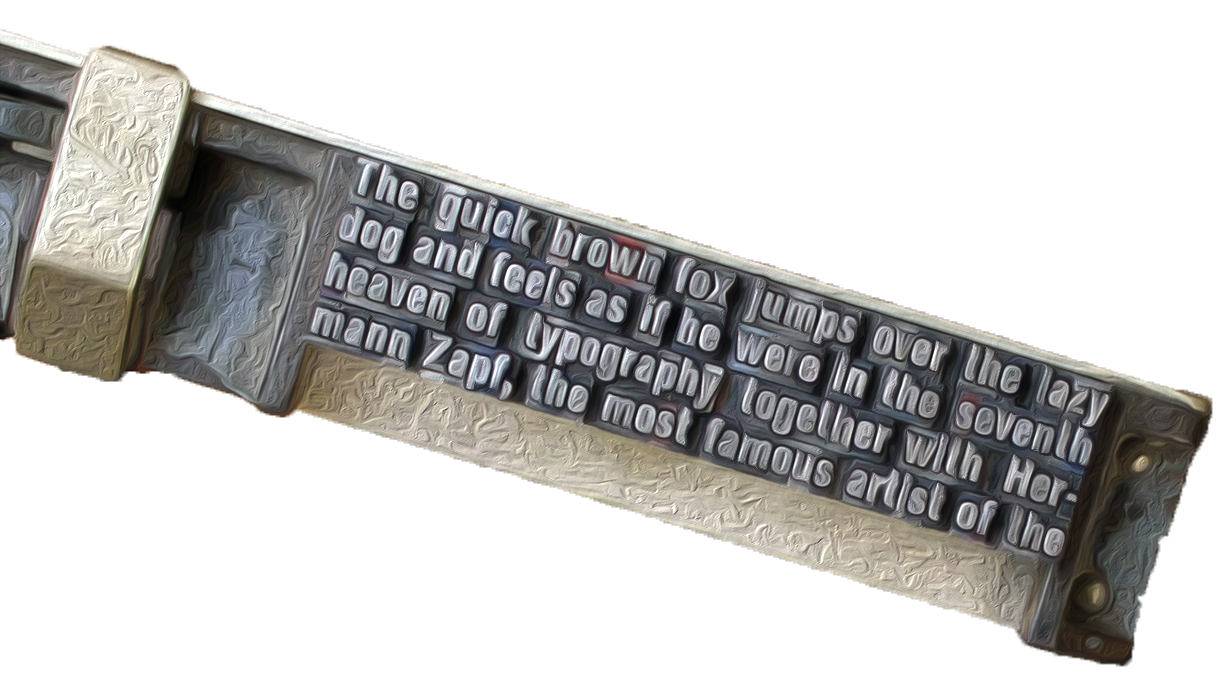 The quick brown fox jumps over the lazy
dog and feels as if he were in the seventh
heaven of typography together with Her-
mann Zapf, the most famous artist of the